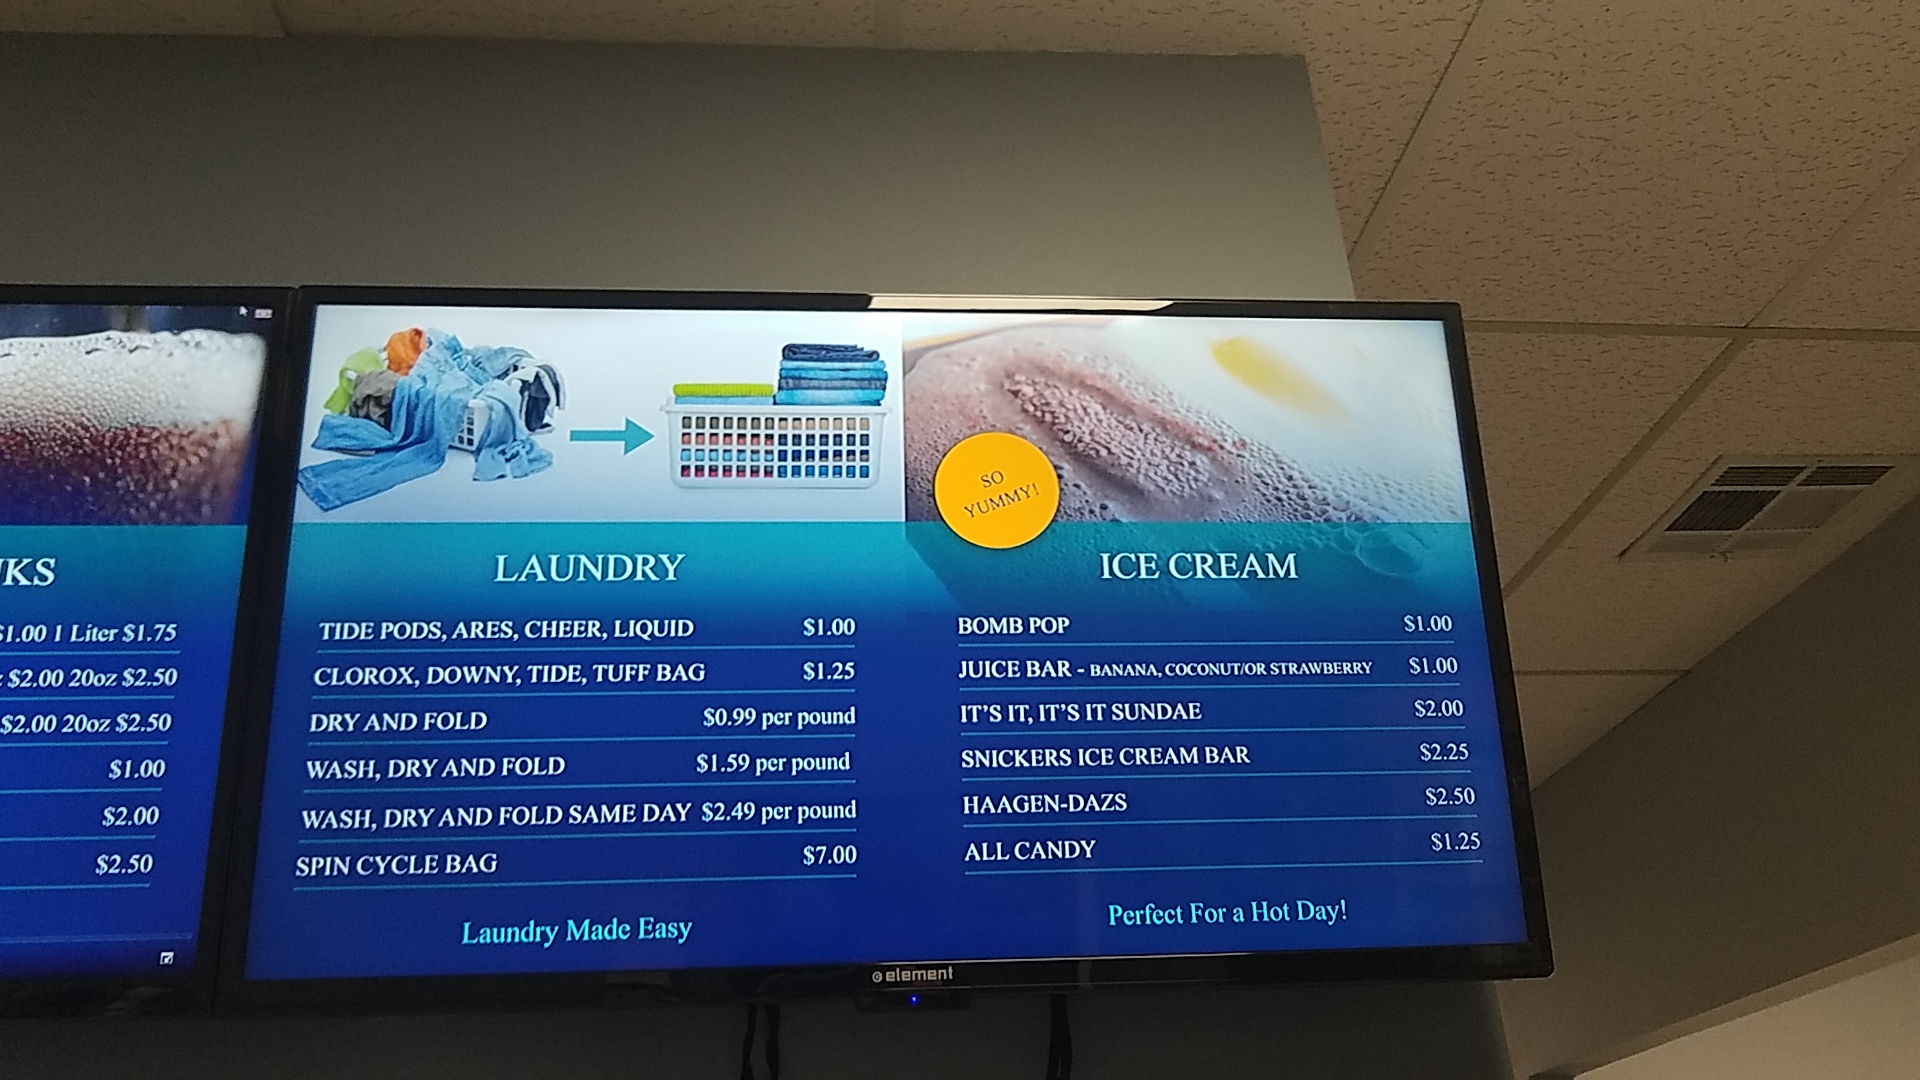 KS
$1.00 1 Liter $1.75
$2.00 20oz $2.50
$2.00 20oz $2.50
$1.00
$2.00
$2.50
LAUNDRY
TIDE PODS, ARES, CHEER, LIQUID $1.00
CLOROX, DOWNY, TIDE, TUFF BAG $1.25
DRY AND FOLD $0.99 per pound
WASH, DRY AND FOLD $1.59 per pound
WASH, DRY AND FOLD SAME DAY $2.49 per pound
SPIN CYCLE BAG $7.00
Laundry Made Easy
SO
YUMMY!
ICE CREAM
BOMB POP $1.00
JUICE BAR - BANANA, COCONUT/OR STRAWBERRY $1.00
IT'S IT, IT'S IT SUNDAE $2.00
SNICKERS ICE CREAM BAR $2.25
HAAGEN-DAZS $2.50
ALL CANDY $1.25
Perfect For a Hot Day!
element